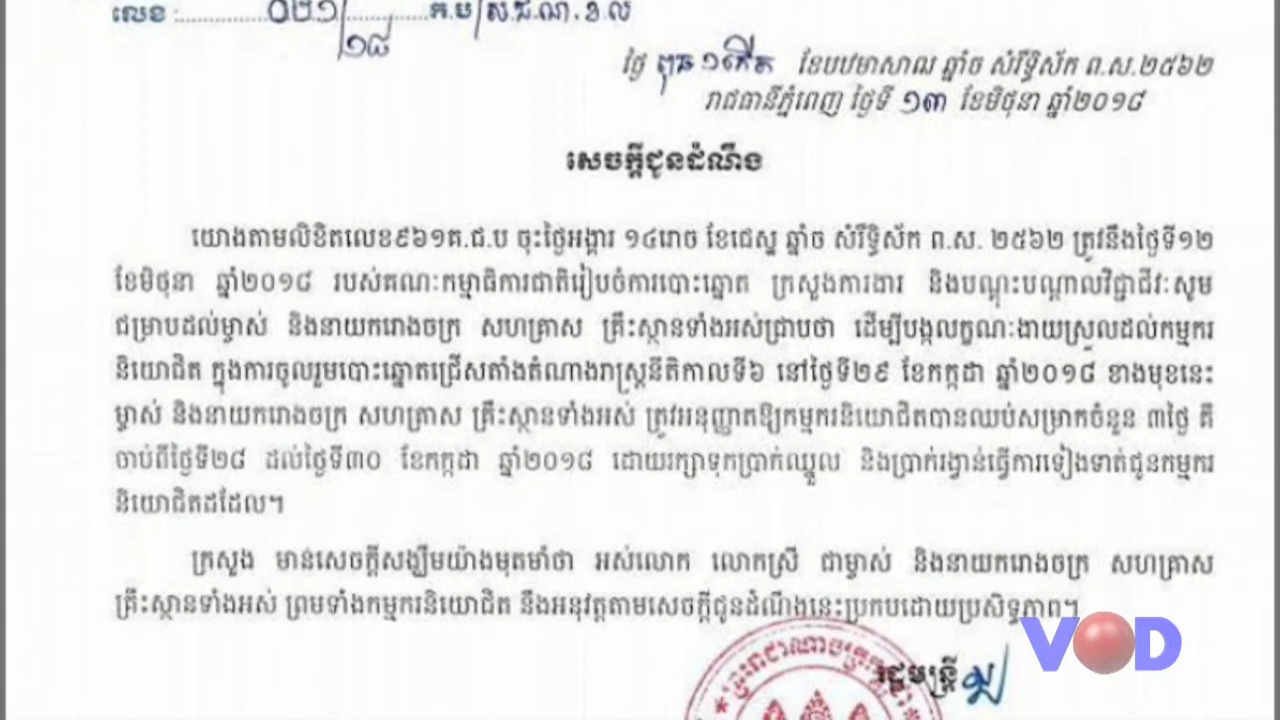 លេខ : ០២១/១៨ ក.ប/ស.ជ.ណ.ខ.ល
ថ្ងៃ ពុធ ១កើត ខែបឋមាសាឍ ឆ្នាំច សំរឹទ្ធិស័ក ព.ស.២៥៦២
រាជធានីភ្នំពេញ ថ្ងៃទី ១៣ ខែមិថុនា ឆ្នាំ២០១៨
សេចក្តីជូនដំណឹង
យោងតាមលិខិតលេខ៩៦១គ.ជ.ប ចុះថ្ងៃអង្គារ ១៤រោច ខែជេស្ឋ ឆ្នាំច សំរឹទ្ធិស័ក ព.ស. ២៥៦២ ត្រូវនឹងថ្ងៃទី១២
ខែមិថុនា ឆ្នាំ២០១៨ របស់គណៈកម្មាធិការជាតិរៀបចំការបោះឆ្នោត ក្រសួងការងារ និងបណ្តុះបណ្តាលវិជ្ជាជីវៈសូម
ជម្រាបដល់ម្ចាស់ និងនាយករោងចក្រ សហគ្រាស គ្រឹះស្ថានទាំងអស់ជ្រាបថា ដើម្បីបង្កលក្ខណៈងាយស្រួលដល់កម្មករ
និយោជិត ក្នុងការចូលរួមបោះឆ្នោតជ្រើសតាំងតំណាងរាស្ត្រនីតិកាលទី៦ នៅថ្ងៃទី២៩ ខែកក្កដា ឆ្នាំ២០១៨ ខាងមុខនេះ
ម្ចាស់ និងនាយករោងចក្រ សហគ្រាស គ្រឹះស្ថានទាំងអស់ ត្រូវអនុញ្ញាតឱ្យកម្មករនិយោជិតបានឈប់សម្រាកចំនួន ៣ថ្ងៃ គឺ
ចាប់ពីថ្ងៃទី២៨ ដល់ថ្ងៃទី៣០ ខែកក្កដា ឆ្នាំ២០១៨ ដោយរក្សាទុកប្រាក់ឈ្នួល និងប្រាក់រង្វាន់ធ្វើការទៀងទាត់ជូនកម្មករ
និយោជិតដដែល។
ក្រសួង មានសេចក្តីសង្ឃឹមយ៉ាងមុតមាំថា អស់លោក លោកស្រី ជាម្ចាស់ និងនាយករោងចក្រ សហគ្រាស
គ្រឹះស្ថានទាំងអស់ ព្រមទាំងកម្មករនិយោជិត នឹងអនុវត្តតាមសេចក្តីជូនដំណឹងនេះប្រកបដោយប្រសិទ្ធភាព។
VOD
ព្រះរាជាណាចក្រកម្ពុជា
រដ្ឋមន្ត្រី